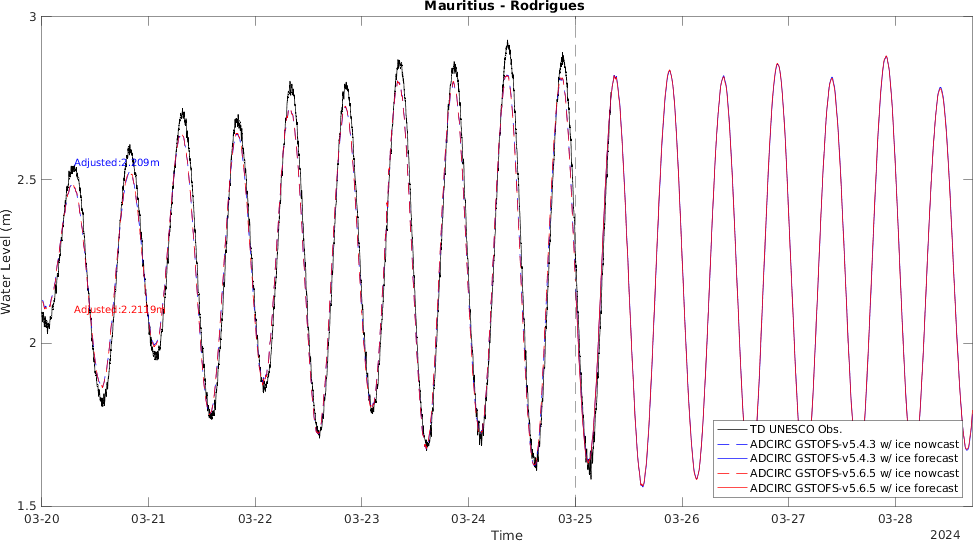 Mauritius - Rodrigues
3
2.5
2
1.5
Water Level (m)
Adjusted:2.209m
Adjusted:2.2119m
TD UNESCO Obs.
ADCIRC GSTOFS-v5.4.3 w/ ice nowcast
ADCIRC GSTOFS-v5.4.3 w/ ice forecast
ADCIRC GSTOFS-v5.6.5 w/ ice nowcast
ADCIRC GSTOFS-v5.6.5 w/ ice forecast
03-20 03-21 03-22 03-23 03-24 03-25 03-26 03-27 03-28
Time
2024